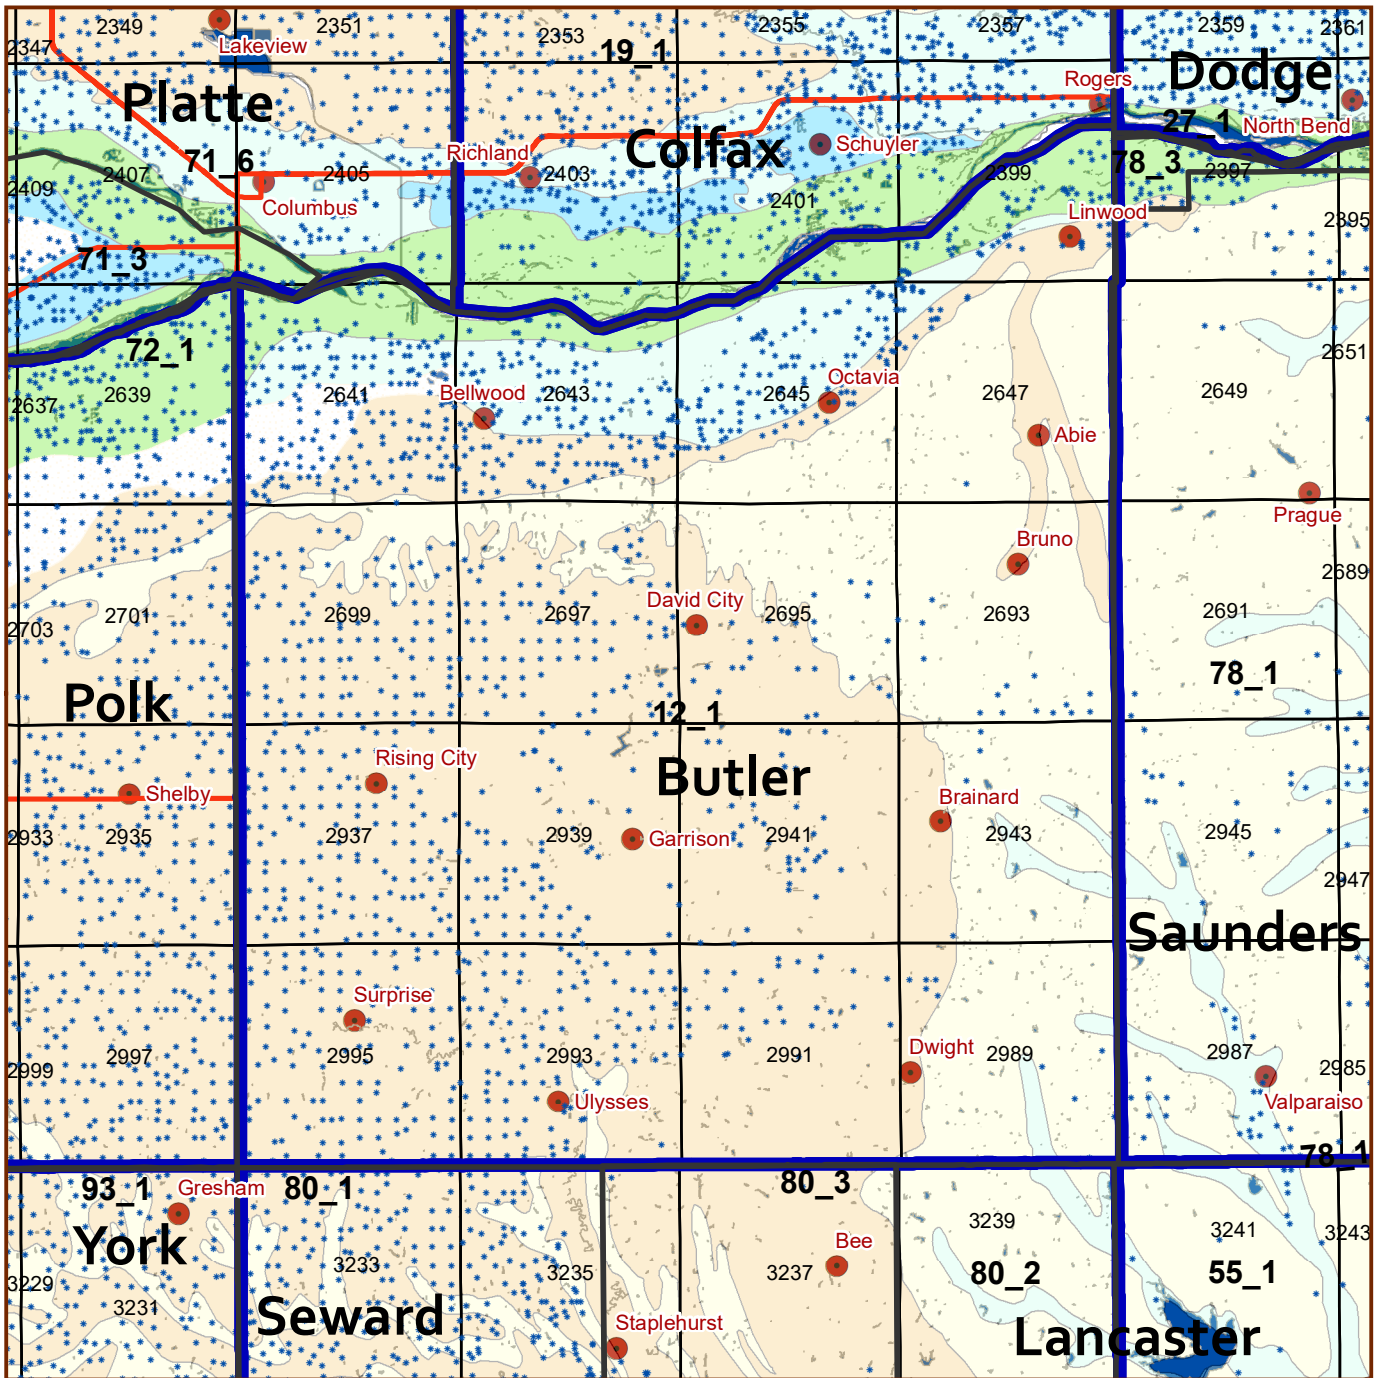 2349
2351
2353
2355
2357
2359
2361
2347
Lakeview
19_1
Platte
Dodge
Rogers
27_1
North Bend
Colfax
Schuyler
Richland
71_6
78_3
2409
2407
2405
2403
2401
2399
2397
2395
Columbus
Linwood
71_3
72_1
2651
2637
2639
2641
Bellwood
2643
2645
Octavia
2647
2649
Abie
Prague
Bruno
2689
David City
2703
2701
2699
2697
2695
2693
2691
78_1
Polk
12_1
Butler
Rising City
Shelby
Brainard
2933
2935
2937
2939
Garrison
2941
2943
2945
2947
Saunders
Surprise
2999
2997
2995
2993
2991
Dwight
2989
2987
2985
Ulysses
Valparaiso
78_1
93_1
Gresham
80_1
80_3
York
3239
3241
3243
Bee
3229
3231
3233
3235
3237
80_2
55_1
Seward
Staplehurst
Lancaster